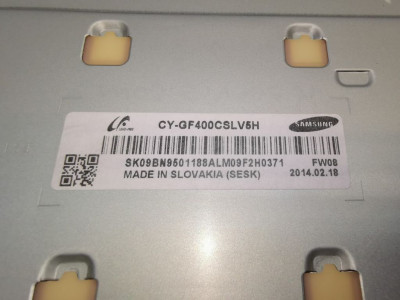 CY-GF400CSLV5H
SAMSUNG
SK09BN9501188ALM09F2H0371
FW08
MADE IN SLOVAKIA (SESK)
2014.02.18